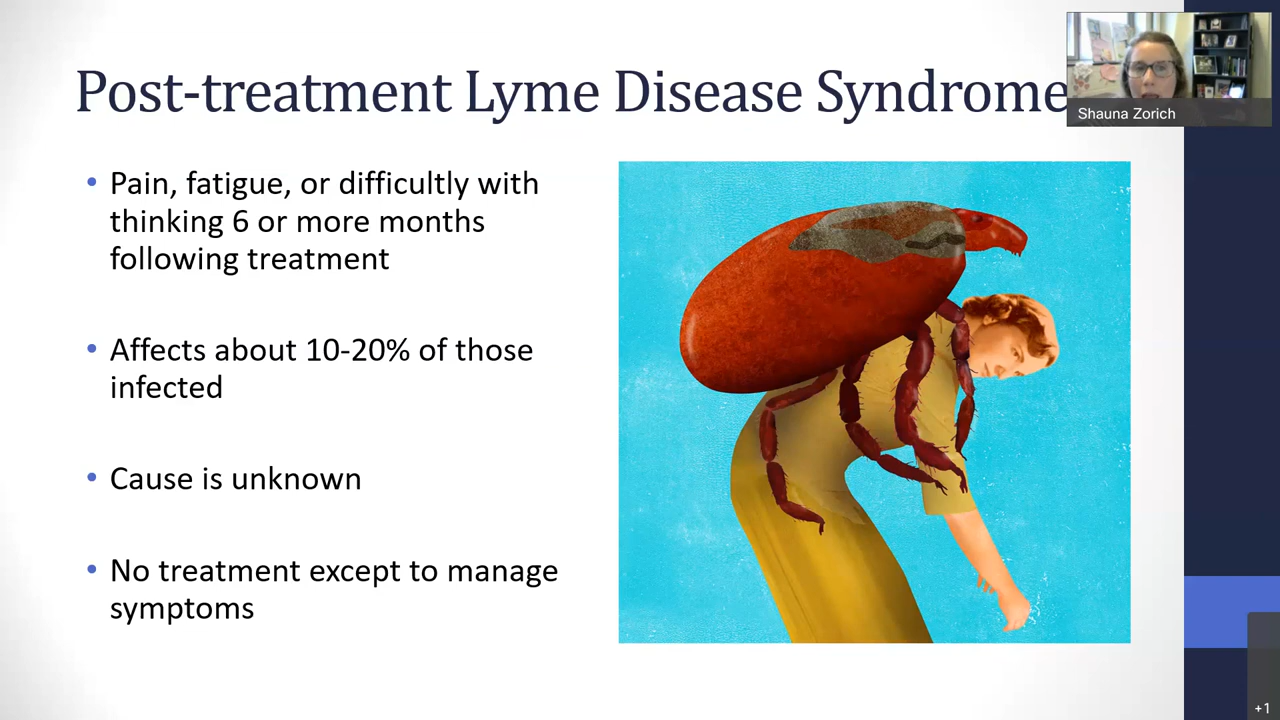 Post-treatment Lyme Disease Syndrome
Shauna Zorich
Pain, fatigue, or difficultly with
thinking 6 or more months
following treatment
Affects about 10-20% of those
infected
Cause is unknown
No treatment except to manage
symptoms
+1